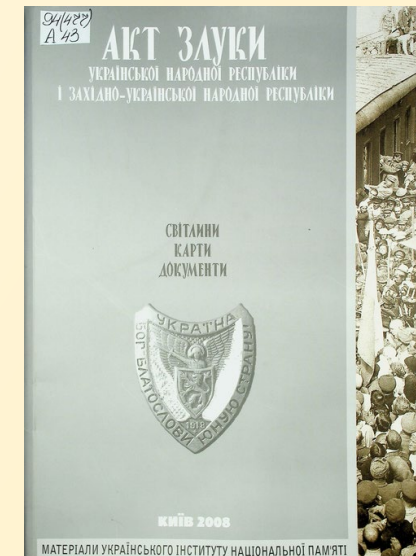 94(477)
А 43
АКТ ЗЛУКИ
УКРАЇНСЬКОЇ НАРОДНОЇ РЕСПУБЛІКИ
І ЗАХІДНО-УКРАЇНСЬКОЇ НАРОДНОЇ РЕСПУБЛІКИ
СВІТЛИНИ
КАРТИ
ДОКУМЕНТИ
УКРАЇНА
БОГ БЛАГОСЛОВИ ЮНУЮ СТРАНУ!
1918
КИЇВ 2008
МАТЕРІАЛИ УКРАЇНСЬКОГО ІНСТИТУТУ НАЦІОНАЛЬНОЇ ПАМ'ЯТІ